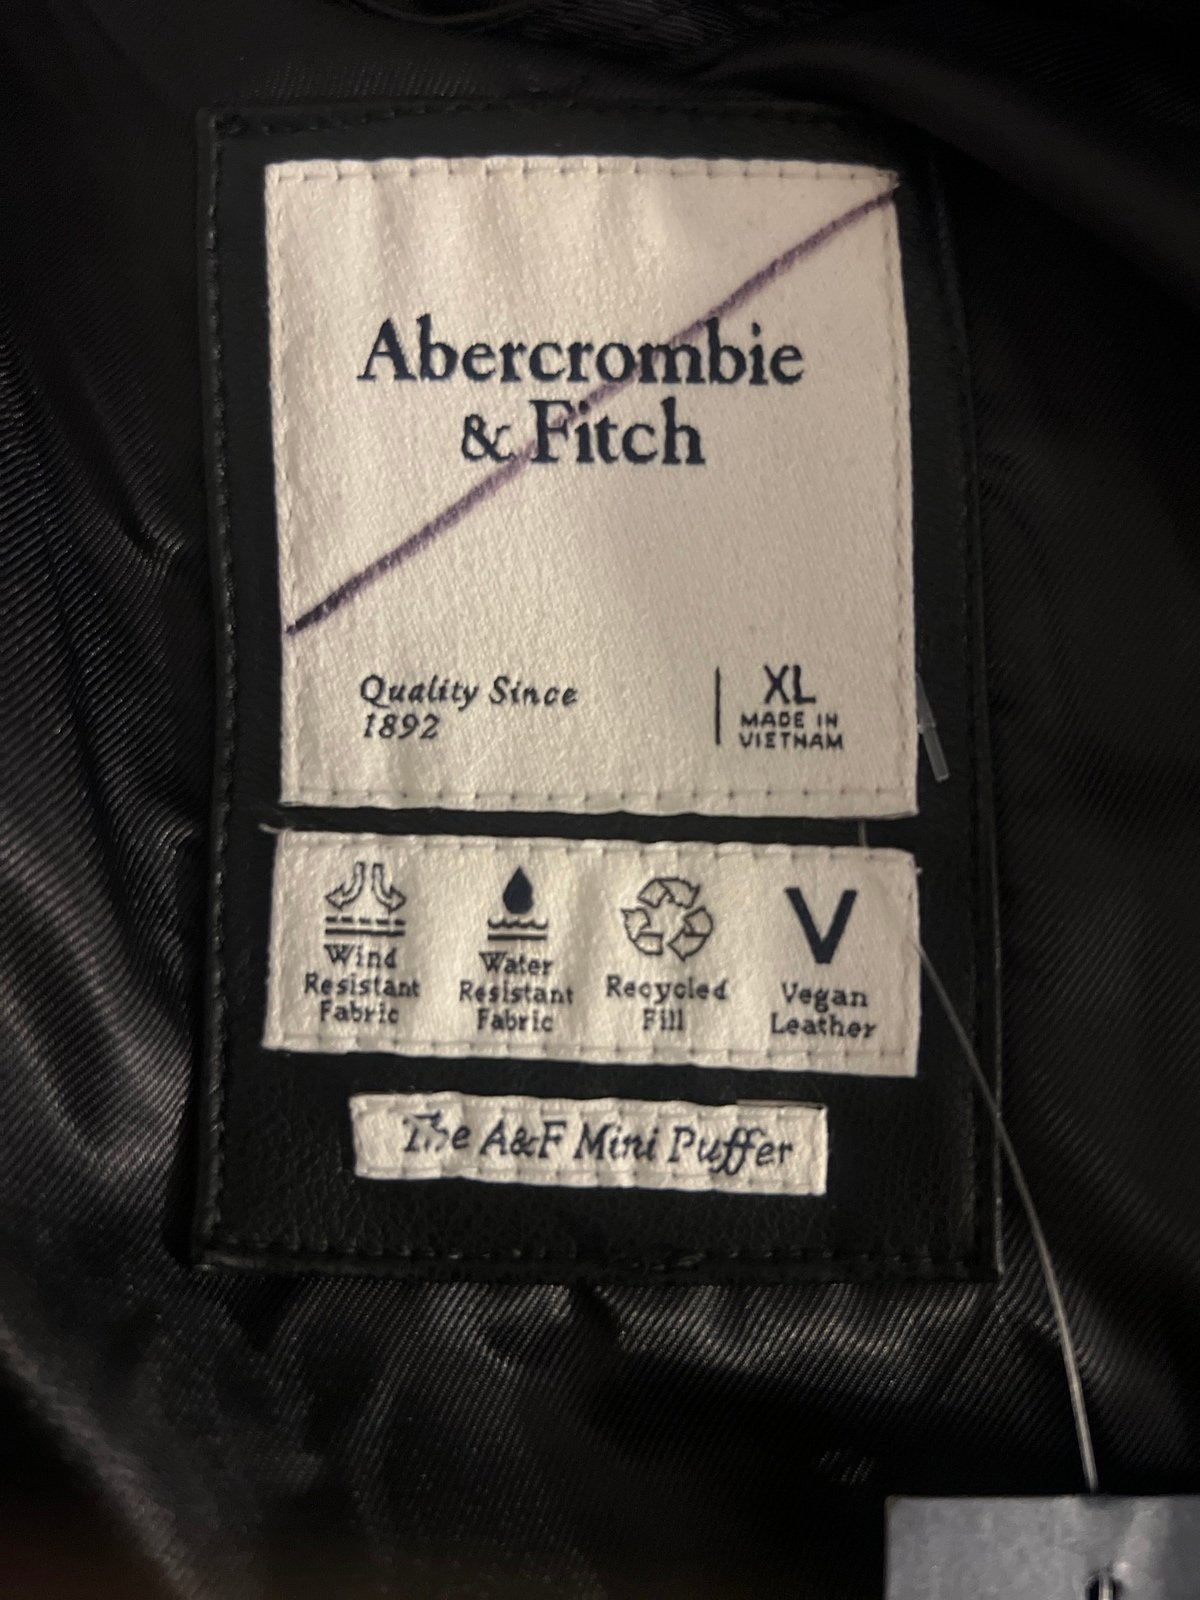 Abercrombie
& Fitch
Quality Since
1892
XL
MADE IN
VIETNAM
Wind
Resistant
Fabric
Water
Resistant
Fabric
Recycled
Fill
V
Vegan
Leather
The A&F Mini Puffer